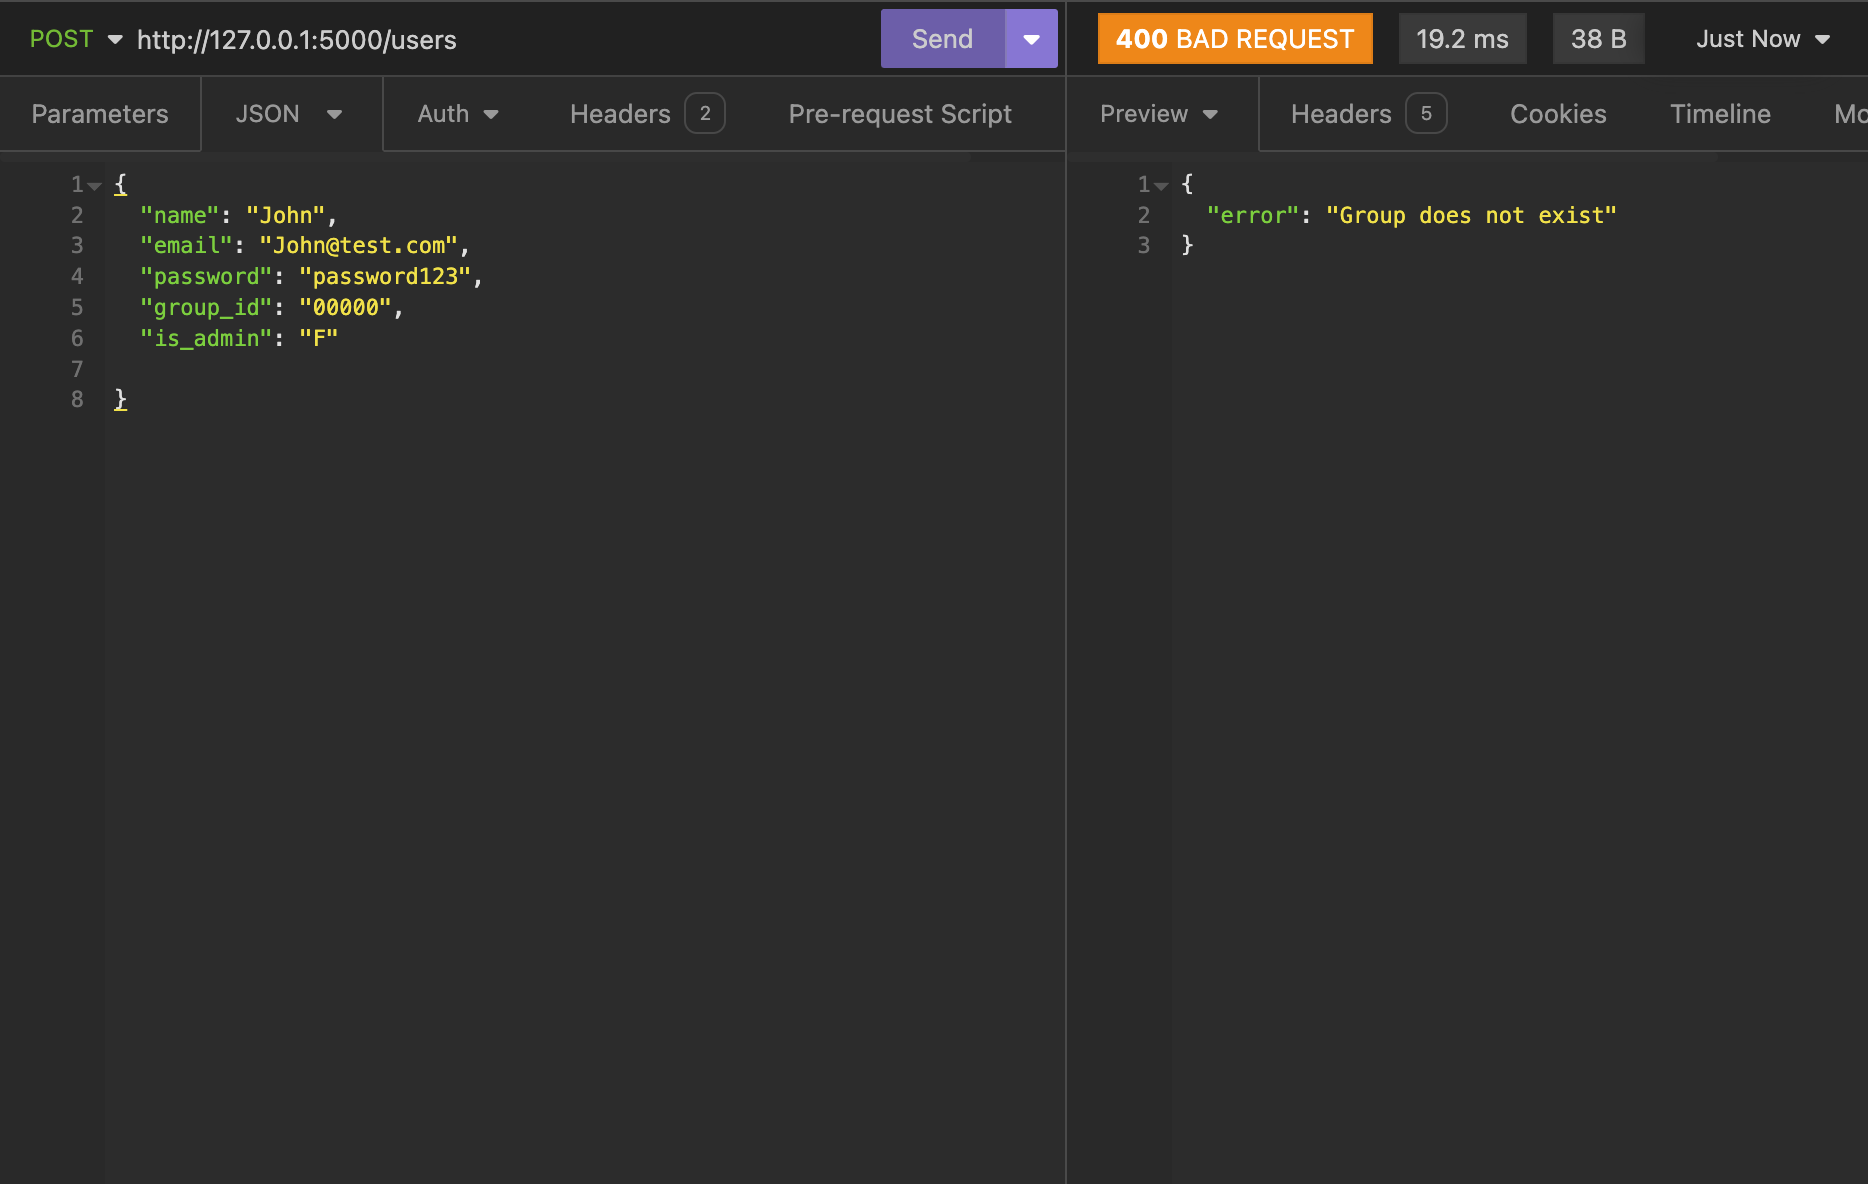 POST http://127.0.0.1:5000/users Send 400 BAD REQUEST 19.2 ms 38 B Just Now
Parameters JSON Auth Headers 2 Pre-request Script Preview Headers 5 Cookies Timeline Mo
1 {
2 "name": "John",
3 "email": "John@test.com",
4 "password": "password123",
5 "group_id": "00000",
6 "is_admin": "F"
7
8 }
1 {
2 "error": "Group does not exist"
3 }